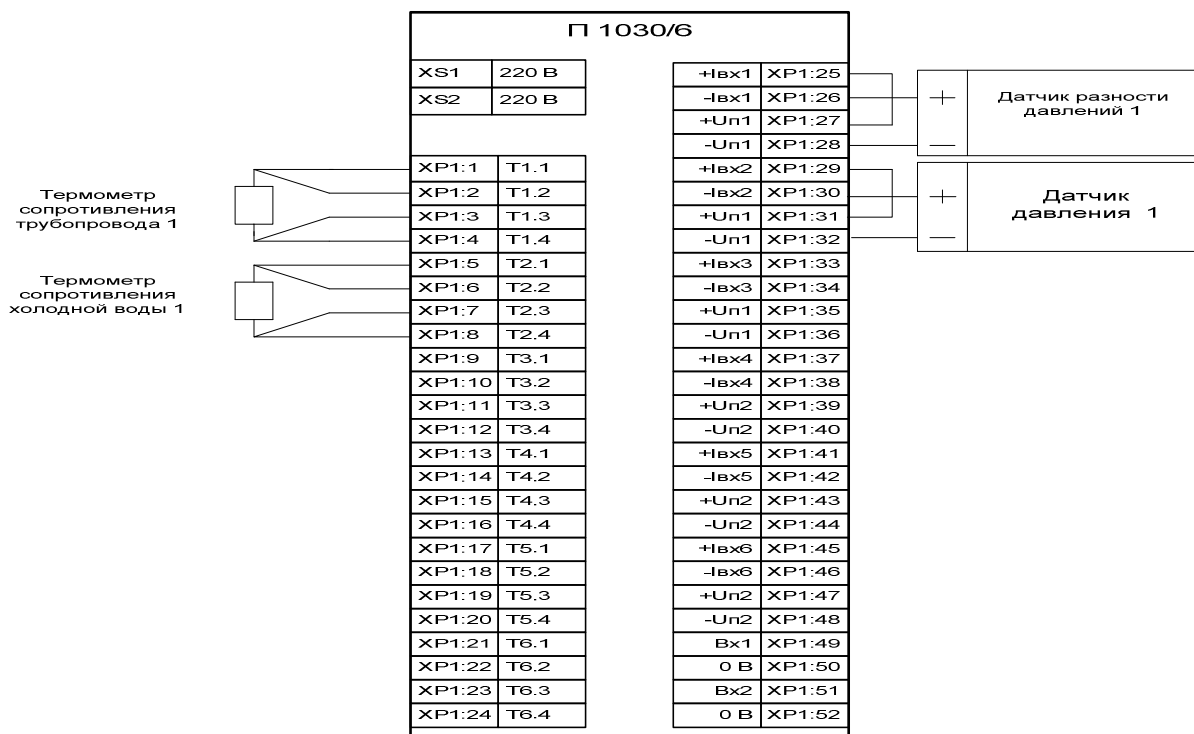 П 1030/6
XS1 220 В
XS2 220 В
XP1:1 T1.1
XP1:2 T1.2
XP1:3 T1.3
XP1:4 T1.4
XP1:5 T2.1
XP1:6 T2.2
XP1:7 T2.3
XP1:8 T2.4
XP1:9 T3.1
XP1:10 T3.2
XP1:11 T3.3
XP1:12 T3.4
XP1:13 T4.1
XP1:14 T4.2
XP1:15 T4.3
XP1:16 T4.4
XP1:17 T5.1
XP1:18 T5.2
XP1:19 T5.3
XP1:20 T5.4
XP1:21 T6.1
XP1:22 T6.2
XP1:23 T6.3
XP1:24 T6.4
Термометр
сопротивления
трубопровода 1
Термометр
сопротивления
холодной воды 1
+Iвх1 XP1:25
-Iвх1 XP1:26
+Uп1 XP1:27
-Uп1 XP1:28
+Iвх2 XP1:29
-Iвх2 XP1:30
+Uп1 XP1:31
-Uп1 XP1:32
+Iвх3 XP1:33
-Iвх3 XP1:34
+Uп1 XP1:35
-Uп1 XP1:36
+Iвх4 XP1:37
-Iвх4 XP1:38
+Uп2 XP1:39
-Uп2 XP1:40
+Iвх5 XP1:41
-Iвх5 XP1:42
+Uп2 XP1:43
-Uп2 XP1:44
+Iвх6 XP1:45
-Iвх6 XP1:46
+Uп2 XP1:47
-Uп2 XP1:48
Вх1 XP1:49
0 В XP1:50
Вх2 XP1:51
0 В XP1:52
+
—
Датчик разности
давлений 1
+
—
Датчик
давления 1